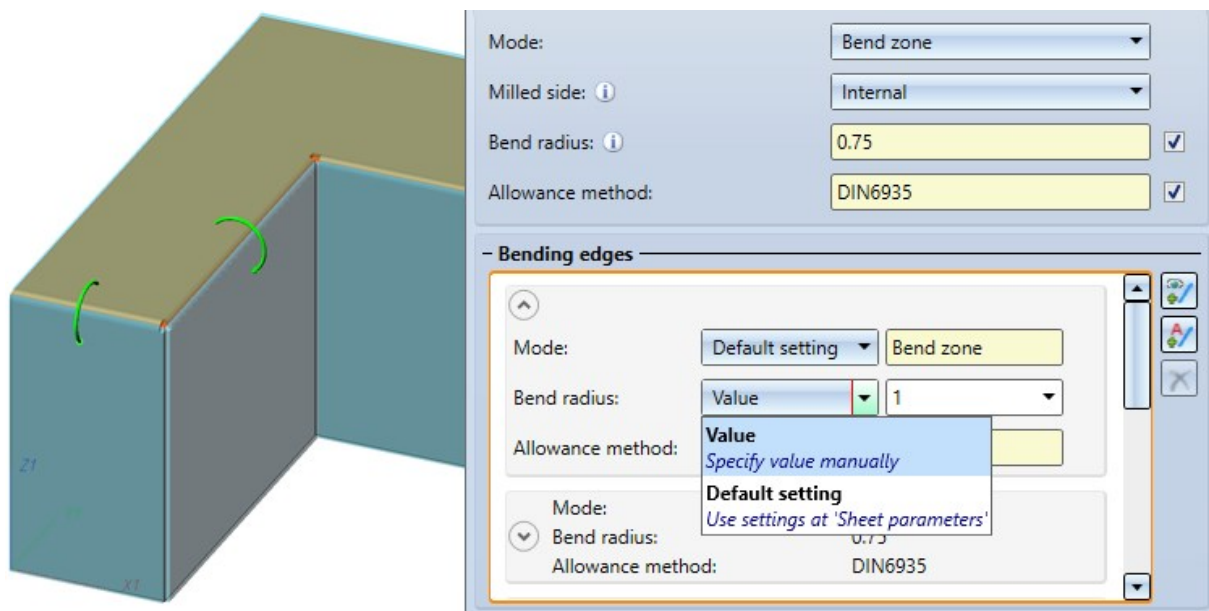 Mode: Bend zone
Milled side: Internal
Bend radius: 0.75
Allowance method: DIN6935
Bending edges
Mode: Default setting Bend zone
Bend radius: Value 1
Allowance method:
Value
Specify value manually
Default setting
Use settings at 'Sheet parameters'
Mode:
Bend radius: 0.75
Allowance method: DIN6935
Z1
X1